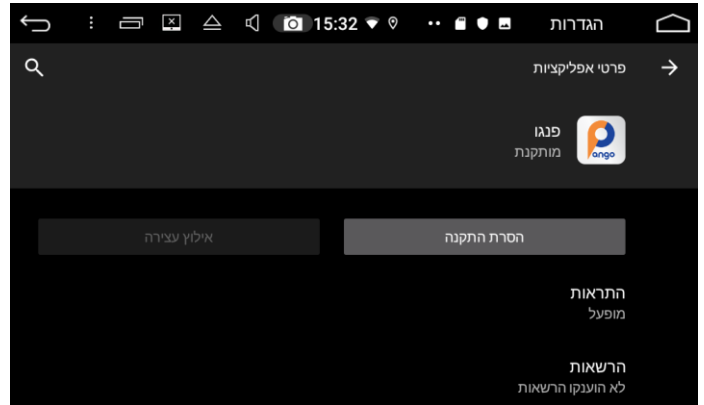 הגדרות
15:32
פרטי אפליקציות
פנגו
מותקנת
ango
הסרת התקנה
אילוץ עצירה
התראות
מופעל
הרשאות
לא הוענקו הרשאות